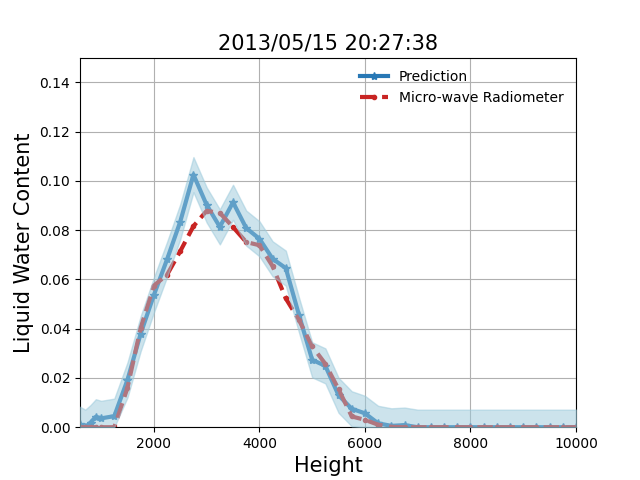 2013/05/15 20:27:38
Prediction
Micro-wave Radiometer
Liquid Water Content
0.14
0.12
0.10
0.08
0.06
0.04
0.02
0.00
2000 4000 6000 8000 10000
Height